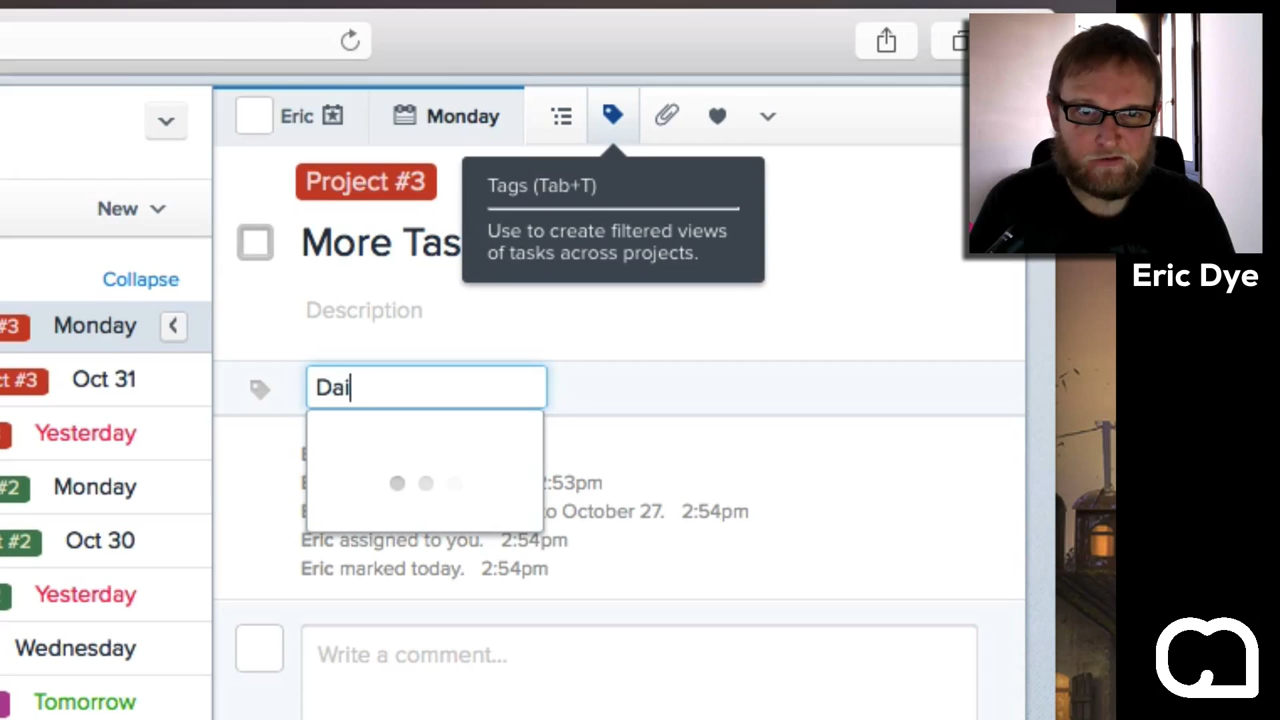 Eric
Monday
Project #3
More Tas
Tags (Tab+T)
Use to create filtered views
of tasks across projects.
Description
New
Collapse
#3 Monday
ct #3 Oct 31
Yesterday
#2 Monday
t #2 Oct 30
Yesterday
Wednesday
Tomorrow
Dai
:53pm
o October 27. 2:54pm
Eric assigned to you. 2:54pm
Eric marked today. 2:54pm
Write a comment...
Eric Dye